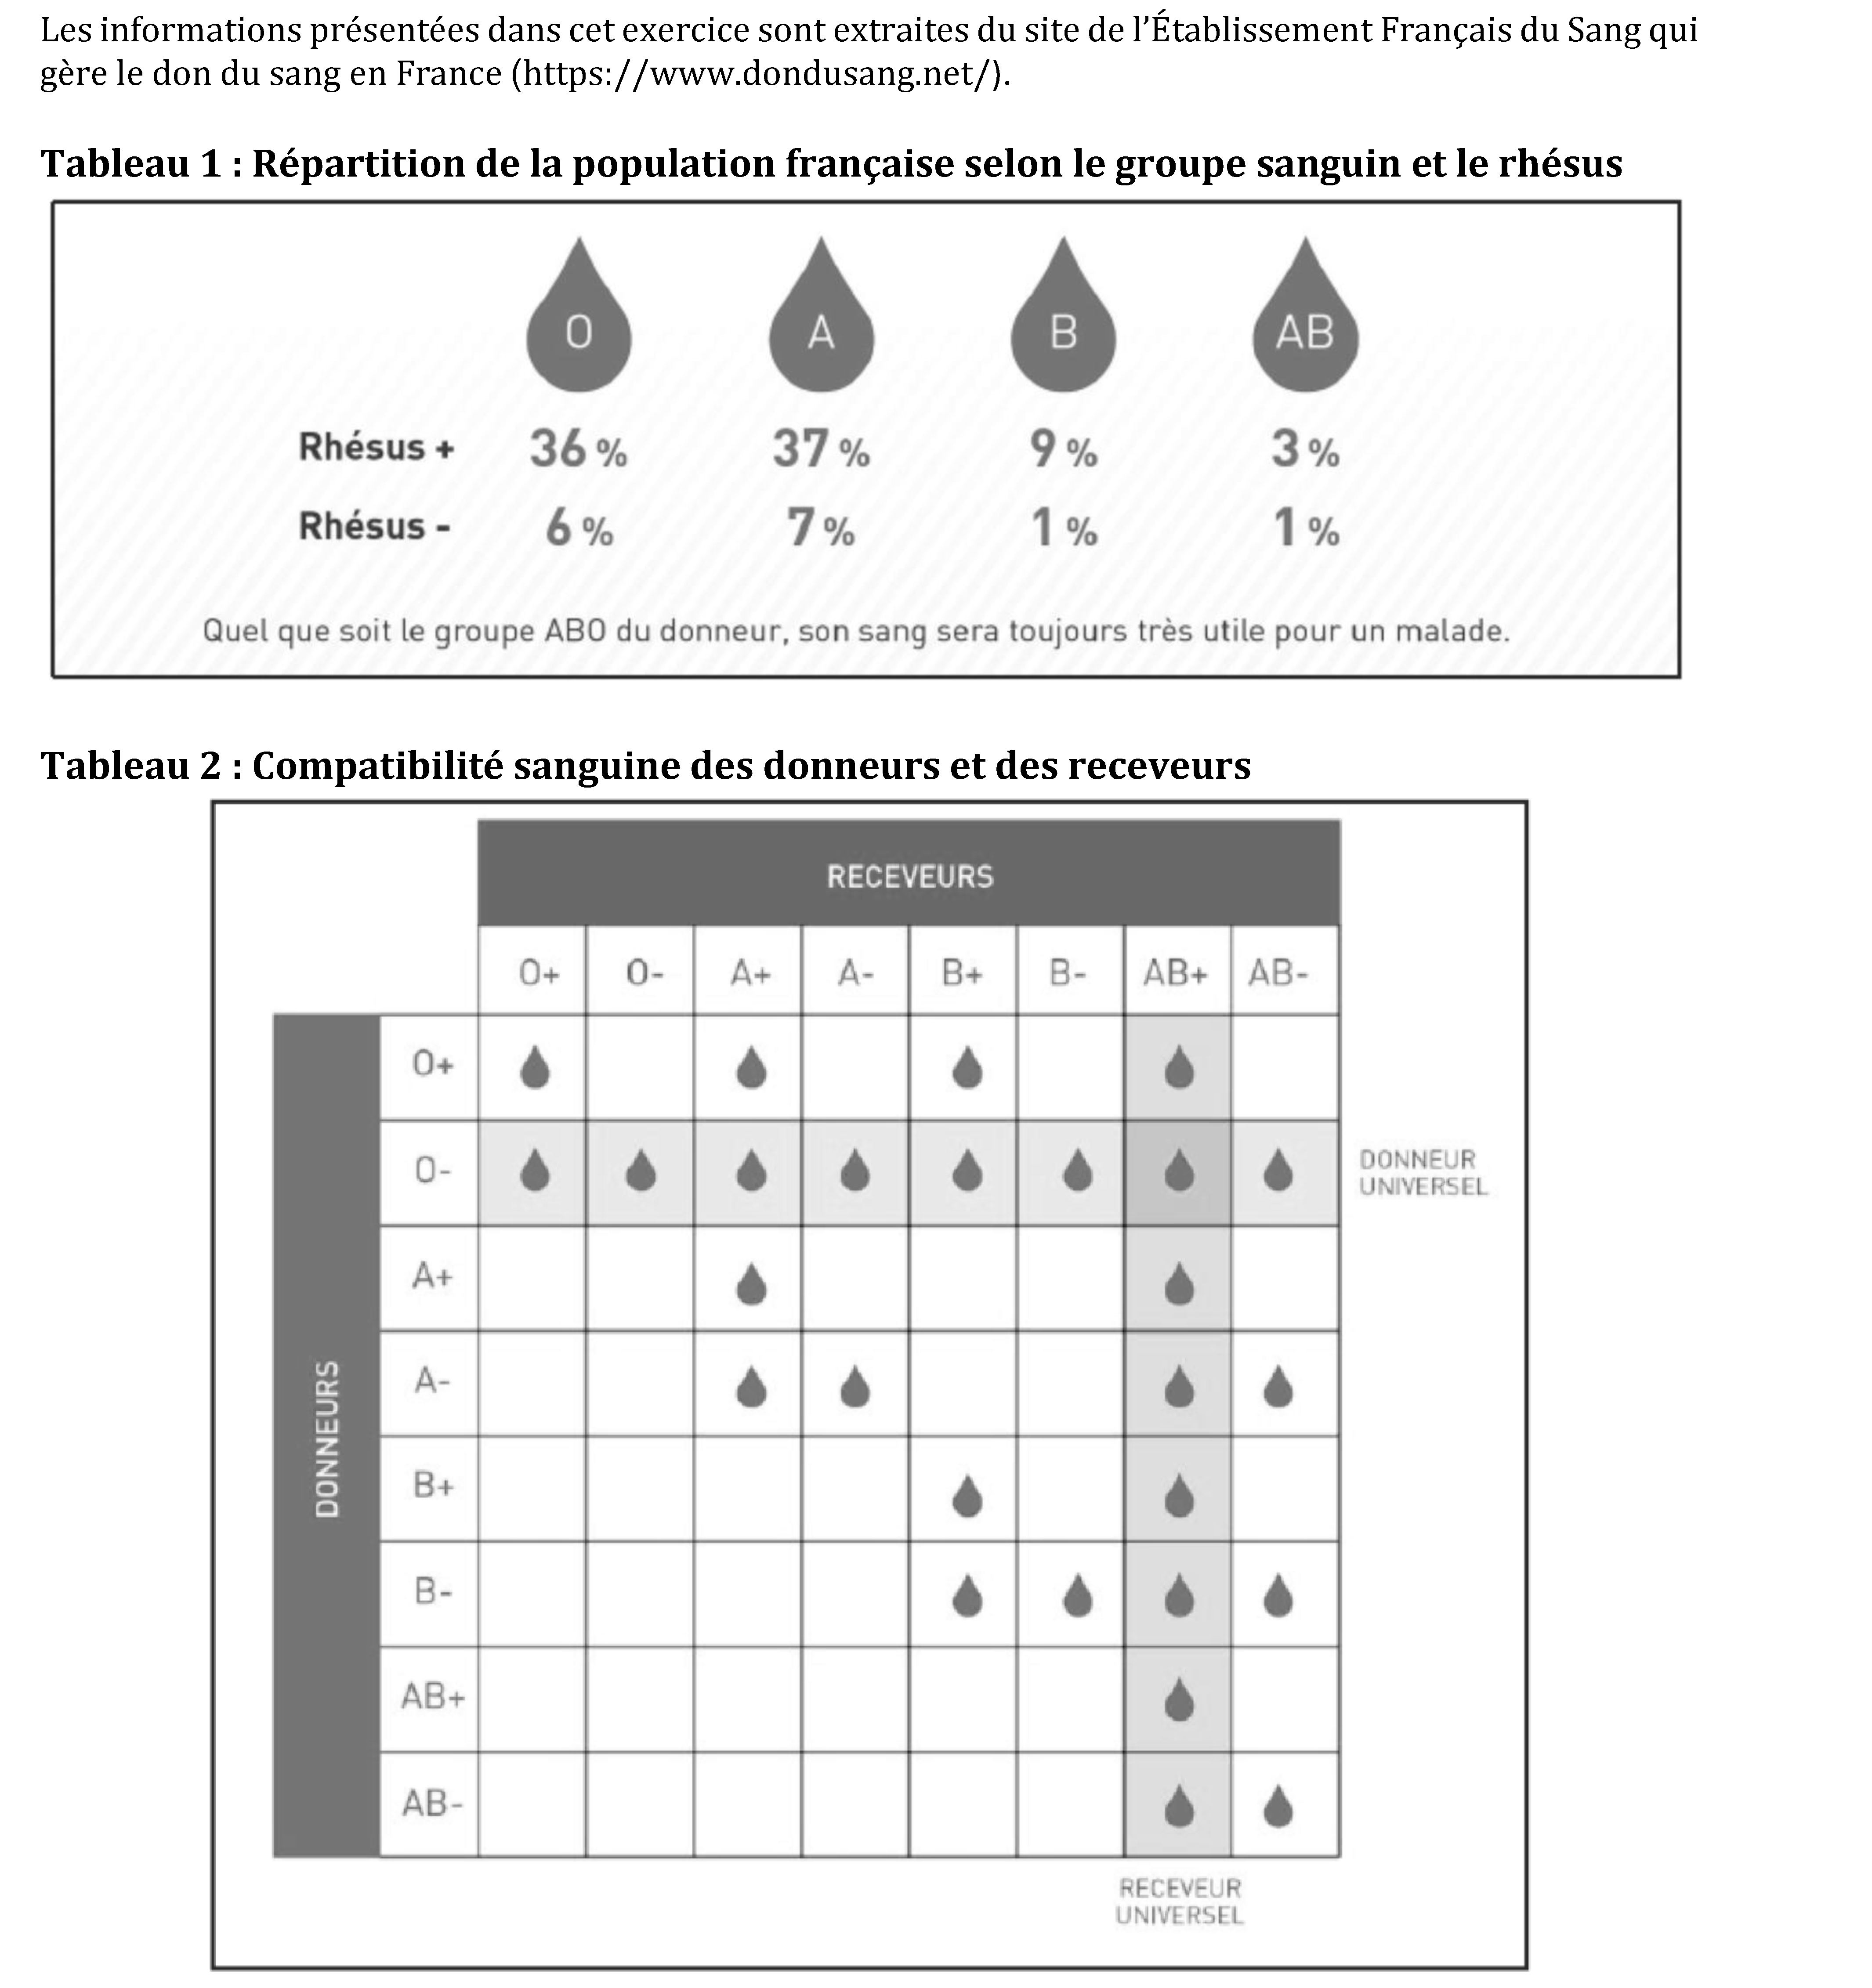 Les informations présentées dans cet exercice sont extraites du site de l’Établissement Français du Sang qui
gère le don du sang en France (https://www.dondusang.net/).
Tableau 1 : Répartition de la population française selon le groupe sanguin et le rhésus
O A B AB
Rhésus + 36 % 37 % 9 % 3 %
Rhésus - 6 % 7 % 1 % 1 %
Quel que soit le groupe ABO du donneur, son sang sera toujours très utile pour un malade.
Tableau 2 : Compatibilité sanguine des donneurs et des receveurs
RECEVEURS
O+ O- A+ A- B+ B- AB+ AB-
DONNEURS
O+
O-
DONNEUR
UNIVERSEL
A+
A-
B+
B-
AB+
AB-
RECEVEUR
UNIVERSEL